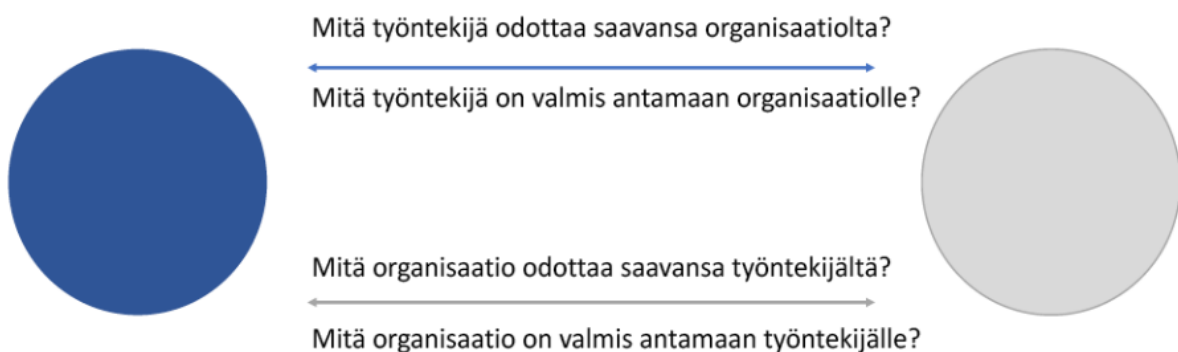 Mitä työntekijä odottaa saavansa organisaatiolta?
Mitä työntekijä on valmis antamaan organisaatiolle?
Mitä organisaatio odottaa saavansa työntekijältä?
Mitä organisaatio on valmis antamaan työntekijälle?